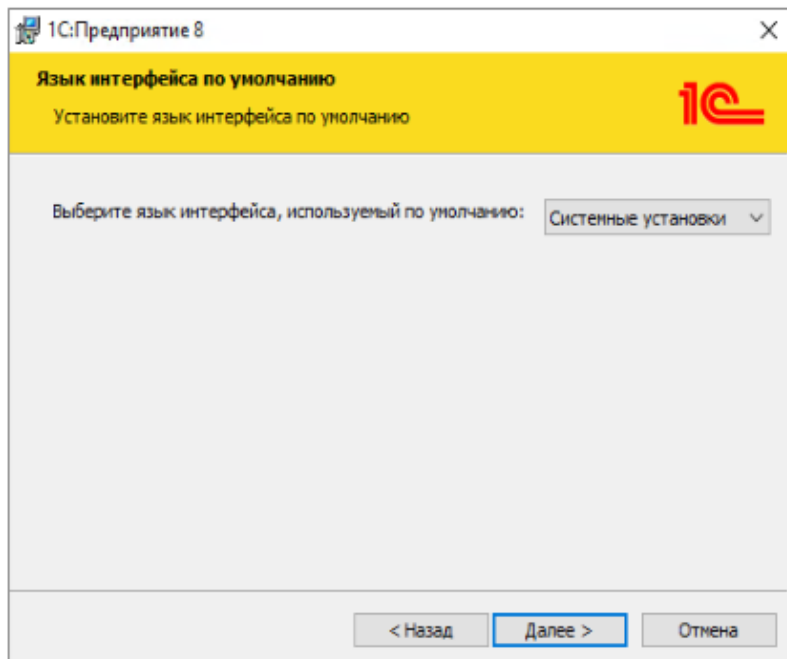 1С:Предприятие 8
Язык интерфейса по умолчанию
Установите язык интерфейса по умолчанию
1С
Выберите язык интерфейса, используемый по умолчанию: Системные установки
< Назад Далее > Отмена